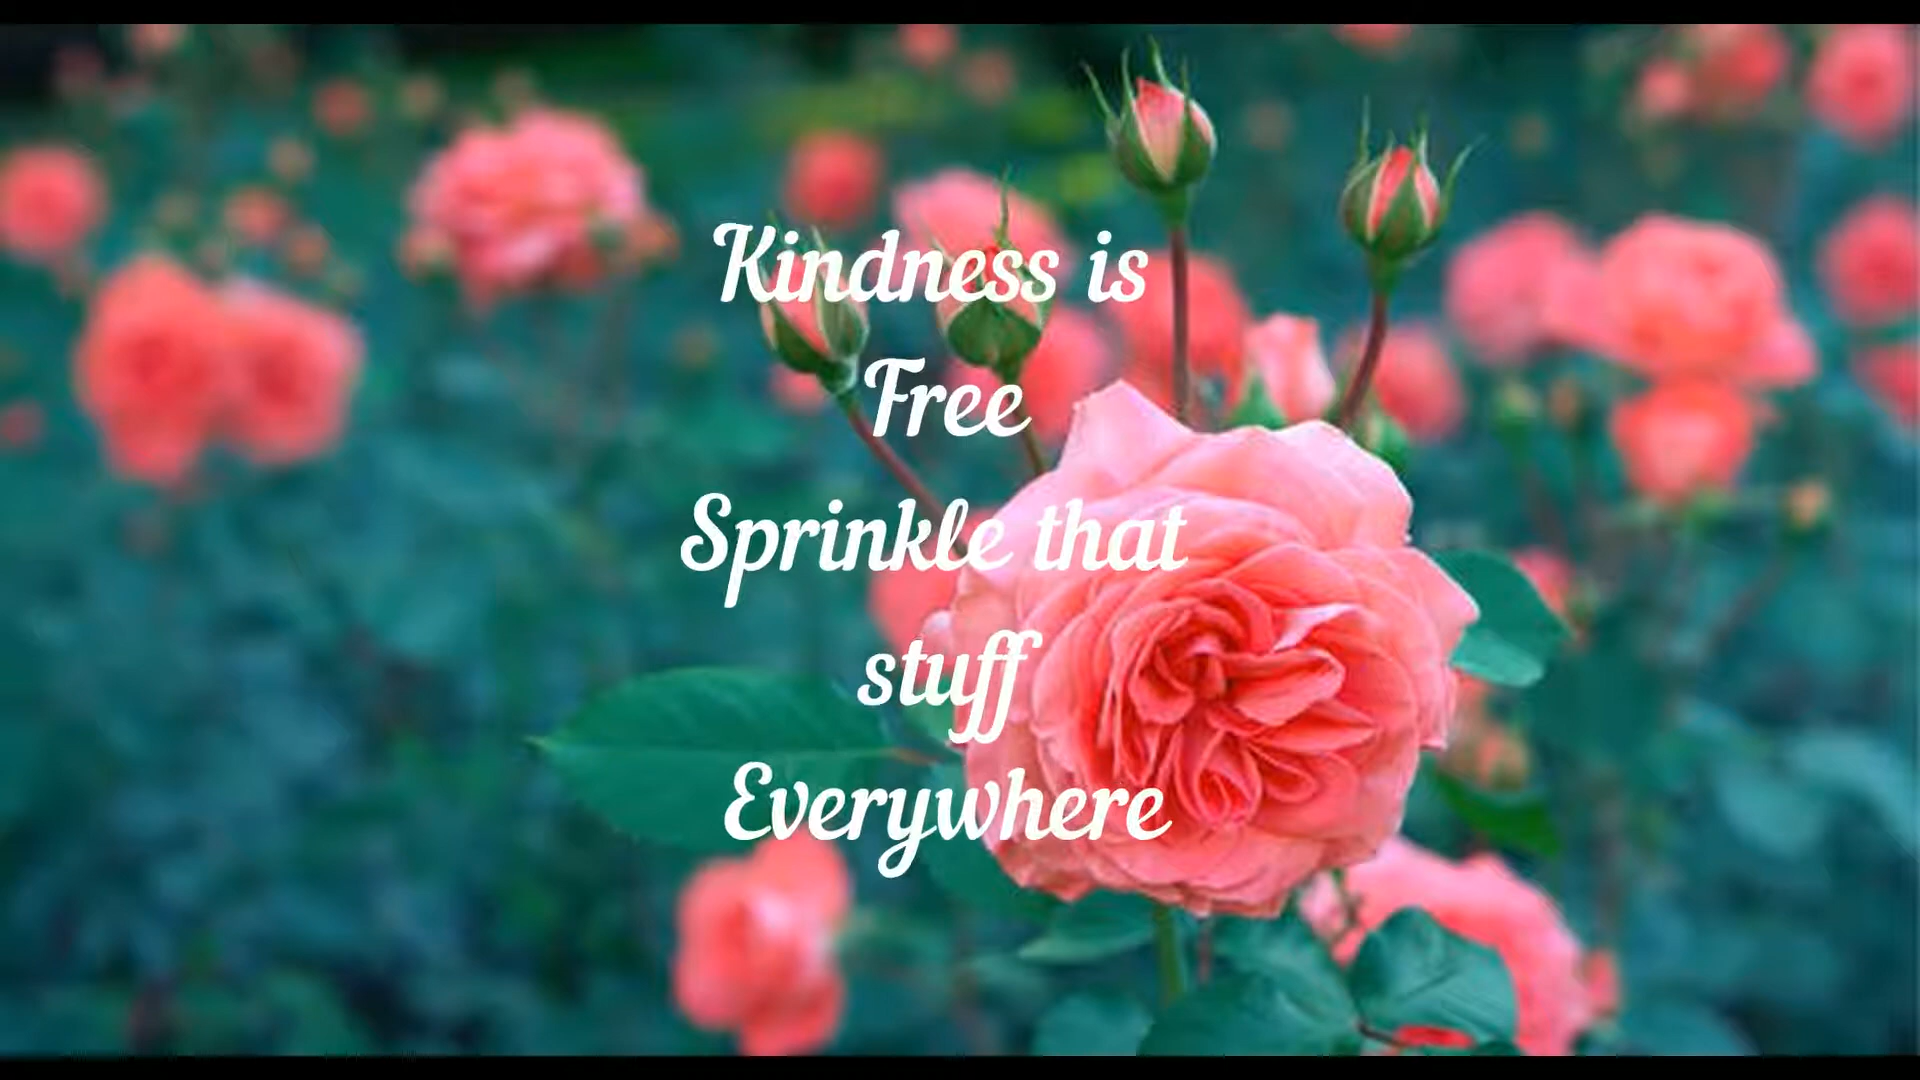 Kindness is
Free
Sprinkle that
stuff
Everywhere